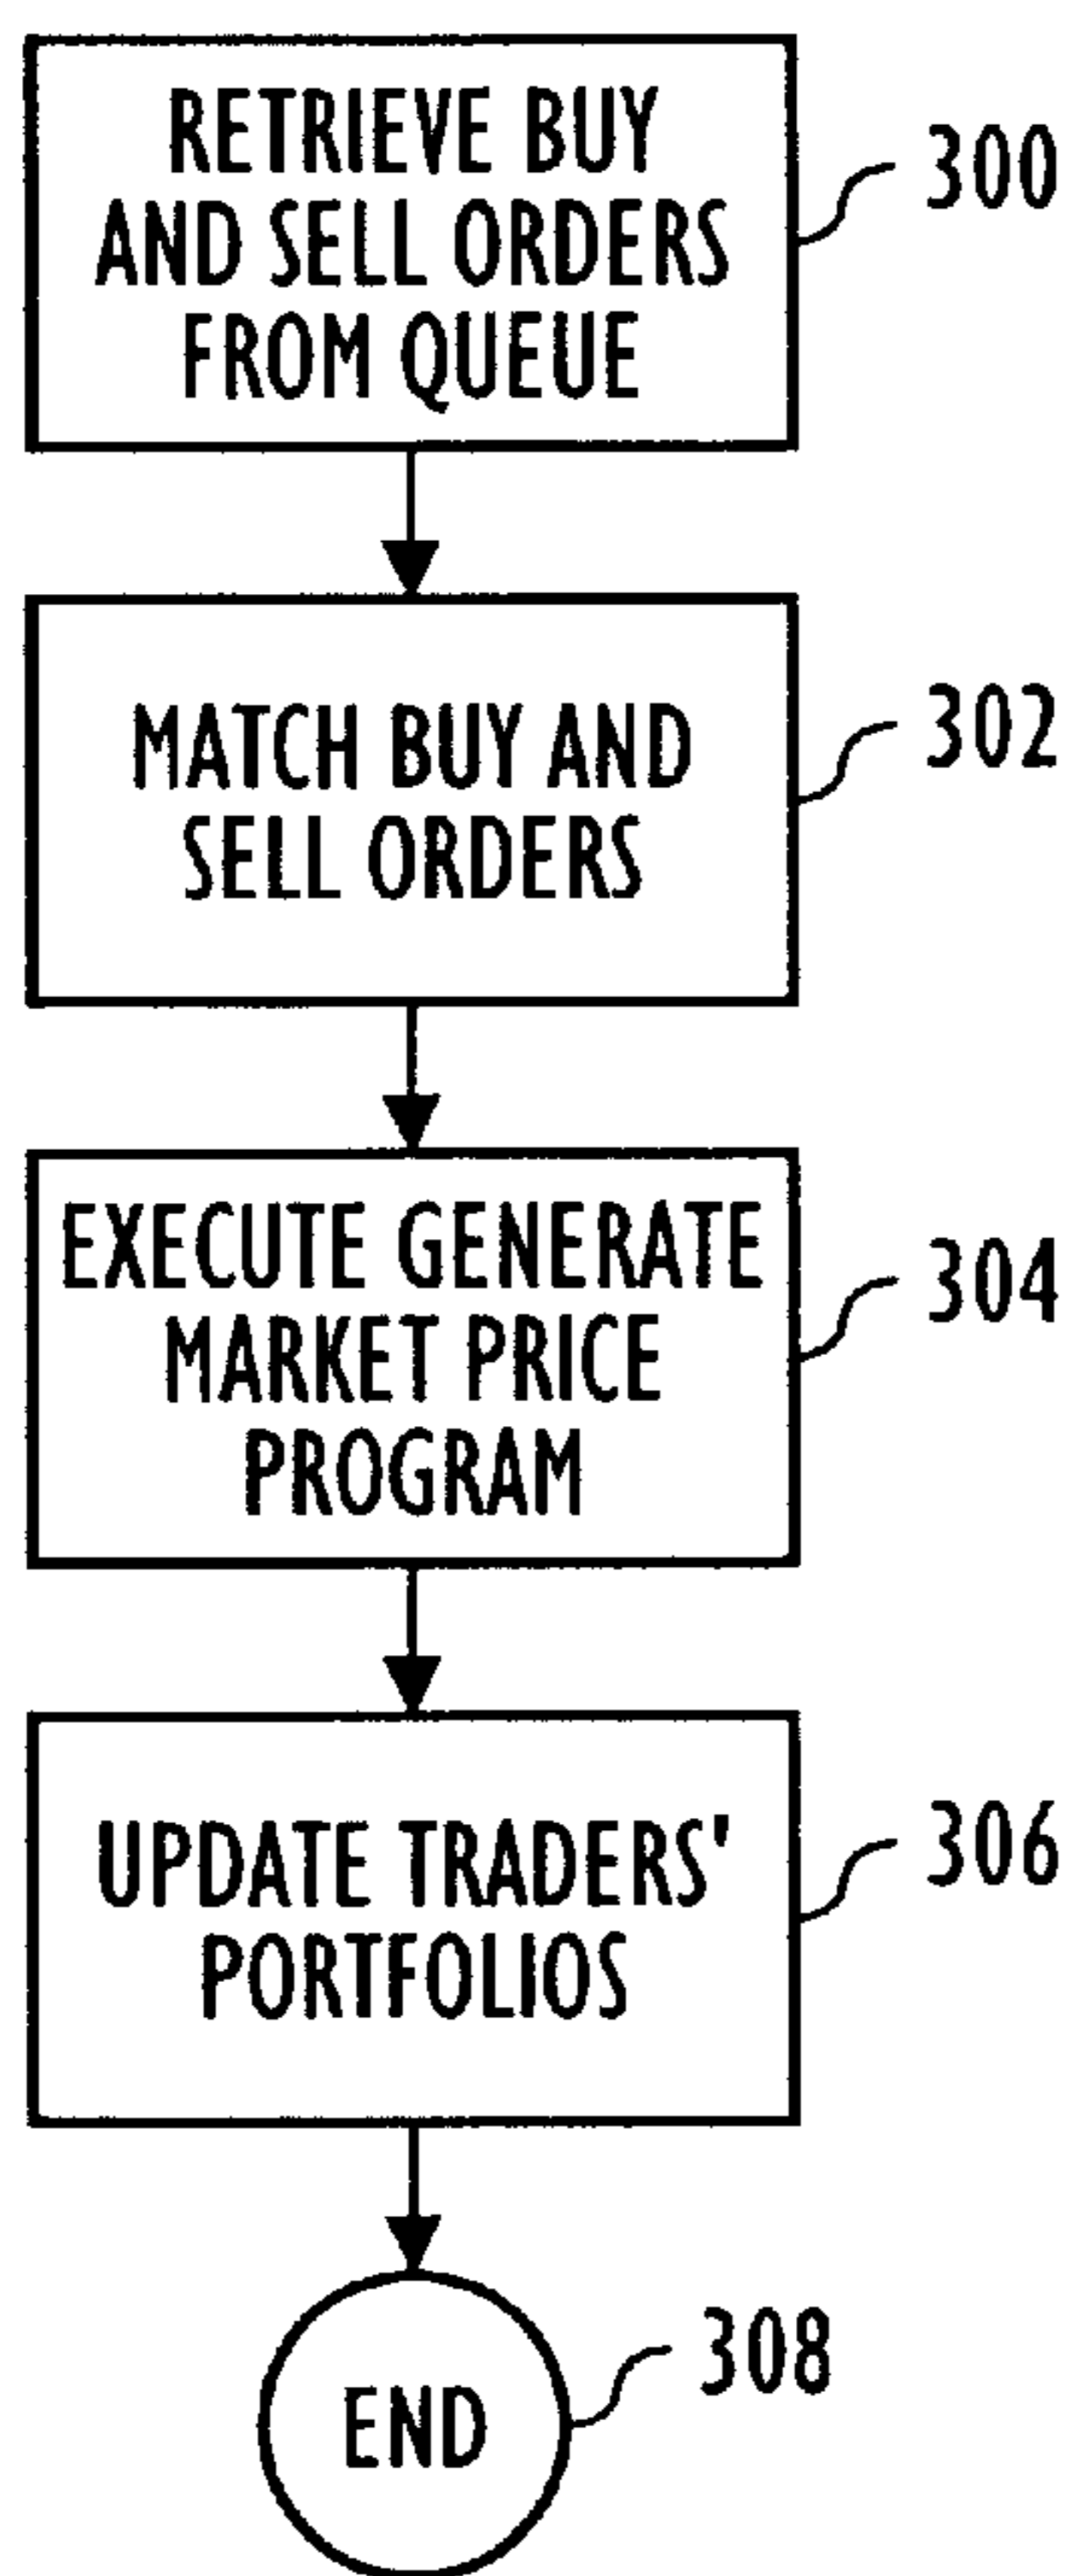 RETRIEVE BUY
AND SELL ORDERS
FROM QUEUE
300
MATCH BUY AND
SELL ORDERS
302
EXECUTE GENERATE
MARKET PRICE
PROGRAM
304
UPDATE TRADERS'
PORTFOLIOS
306
END
308